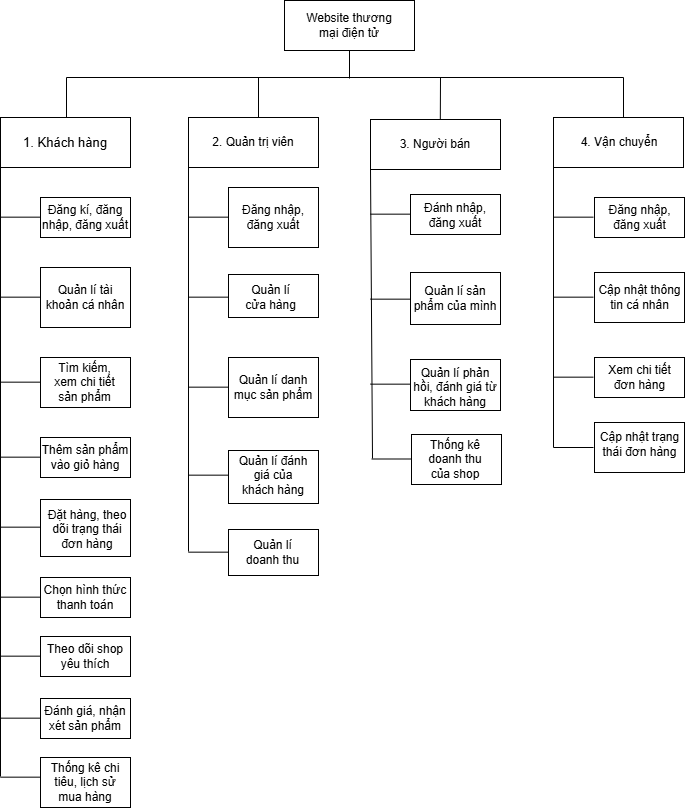 Website thương
mại điện tử
1. Khách hàng
Đăng kí, đăng
nhập, đăng xuất
Quản lí tài
khoản cá nhân
Tìm kiếm,
xem chi tiết
sản phẩm
Thêm sản phẩm
vào giỏ hàng
Đặt hàng, theo
dõi trạng thái
đơn hàng
Chọn hình thức
thanh toán
Theo dõi shop
yêu thích
Đánh giá, nhận
xét sản phẩm
Thống kê chi
tiêu, lịch sử
mua hàng
2. Quản trị viên
Đăng nhập,
đăng xuất
Quản lí
cửa hàng
Quản lí danh
mục sản phẩm
Quản lí đánh
giá của
khách hàng
Quản lí
doanh thu
3. Người bán
Đánh nhập,
đăng xuất
Quản lí sản
phẩm của mình
Quản lí phản
hồi, đánh giá từ
khách hàng
Thống kê
doanh thu
của shop
4. Vận chuyển
Đăng nhập,
đăng xuất
Cập nhật thông
tin cá nhân
Xem chi tiết
đơn hàng
Cập nhật trạng
thái đơn hàng